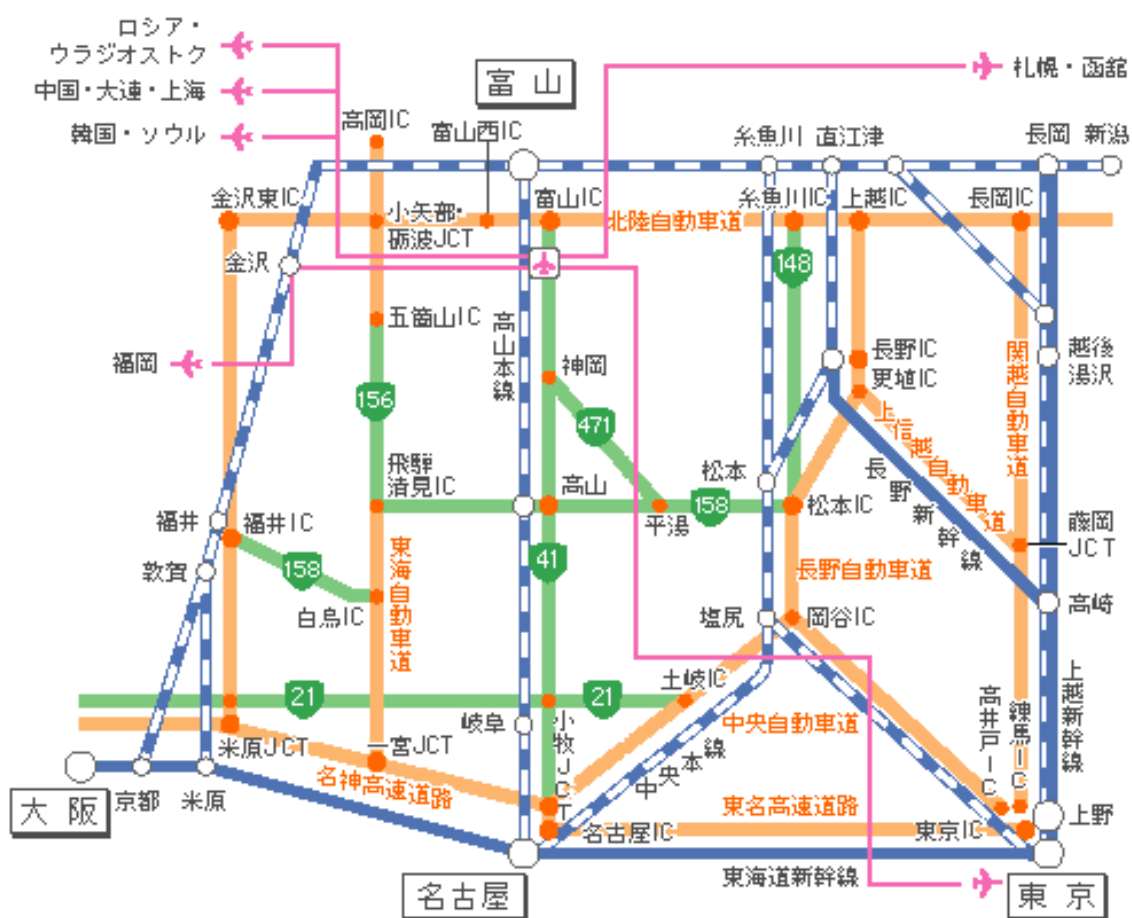 ロシア・
ウラジオストク
中国・大連・上海
韓国・ソウル
富山
札幌・函館
高岡IC
富山西IC
糸魚川
直江津
長岡
新潟
金沢東IC
小矢部・
砺波JCT
富山IC
北陸自動車道
糸魚川IC
上越IC
長岡IC
金沢
148
五箇山IC
高山本線
福岡
神岡
長野IC
更埴IC
関越自動車道
越後
湯沢
156
471
上信越自動車道
長野新幹線
飛騨
清見IC
高山
松本
平湯
158
松本IC
福井
福井IC
藤岡
JCT
敦賀
158
東海自動車道
41
長野自動車道
白鳥IC
塩尻
岡谷IC
高崎
21
岐阜
小牧JCT
21
土岐IC
中央自動車道
中央本線
高井戸IC
練馬IC
上越新幹線
米原JCT
一宮JCT
名神高速道路
大阪
京都
米原
東名高速道路
名古屋IC
東京IC
上野
名古屋
東海道新幹線
東京